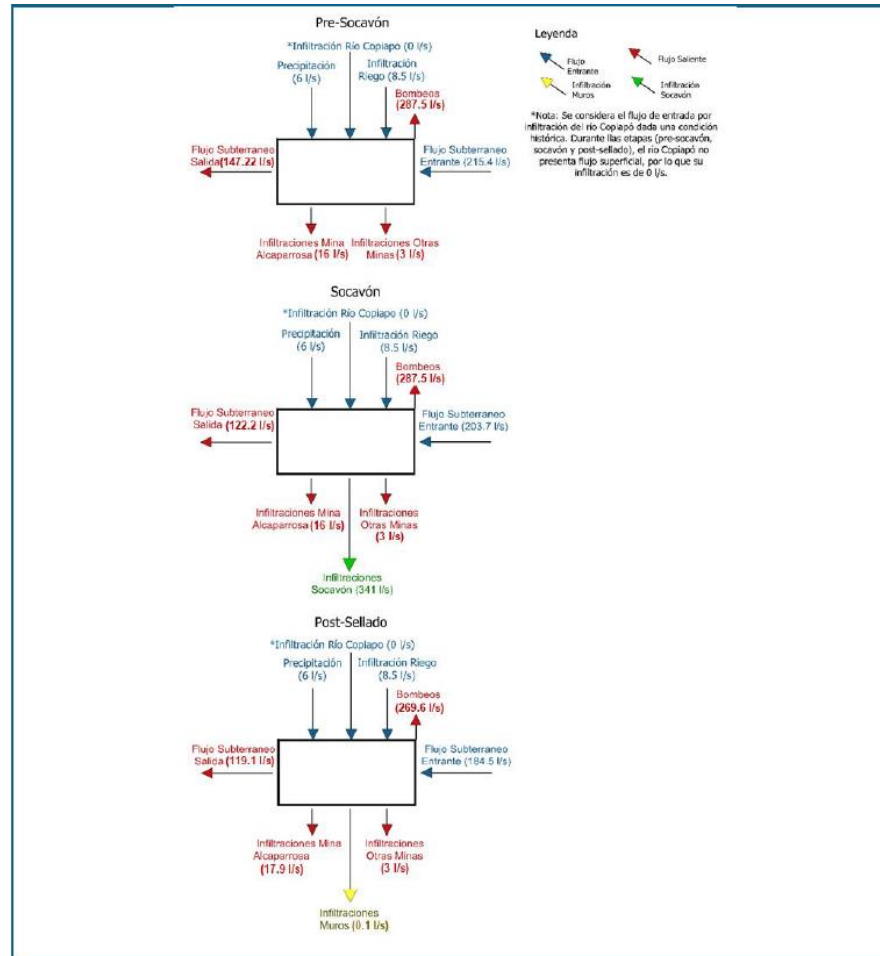 Pre-Socavón
*Infiltración Río Copiapo (0 l/s)
Precipitación
(6 l/s)
Infiltración
Riego (8.5 l/s)
Bombeos
(287.5 l/s)
Flujo Subterraneo
Salida(147.22 l/s)
Flujo Subterraneo
Entrante (215.4 l/s)
Infiltraciones Mina
Alcaparrosa (16 l/s)
Infiltraciones Otras
Minas (3 l/s)
Leyenda
Flujo
Entrante
Flujo Saliente
Infiltración
Muros
Infiltración
Socavón
*Nota: Se considera el flujo de entrada por
infiltración del río Copiapó dada una condición
histórica. Durante llas etapas (pre-socavón,
socavón y post-sellado), el río Copiapó no
presenta flujo superficial, por lo que su
infiltración es de 0 l/s.
Socavón
*Infiltración Río Copiapo (0 l/s)
Precipitación
(6 l/s)
Infiltración Riego
(8.5 l/s)
Bombeos
(287.5 l/s)
Flujo Subterraneo
Salida (122.2 l/s)
Flujo Subterraneo
Entrante (203.7 l/s)
Infiltraciones Mina
Alcaparrosa (16 l/s)
Infiltraciones
Otras Minas
(3 l/s)
Infiltraciones
Socavón (341 l/s)
Post-Sellado
*Infiltración Río Copiapo (0 l/s)
Precipitación
(6 l/s)
Infiltración Riego
(8.5 l/s)
Bombeos
(269.6 l/s)
Flujo Subterraneo
Salida (119.1 l/s)
Flujo Subterraneo
Entrante (184.5 l/s)
Infiltraciones Mina
Alcaparrosa
(17.9 l/s)
Infiltraciones
Otras Minas
(3 l/s)
Infiltraciones
Muros (0.1 l/s)